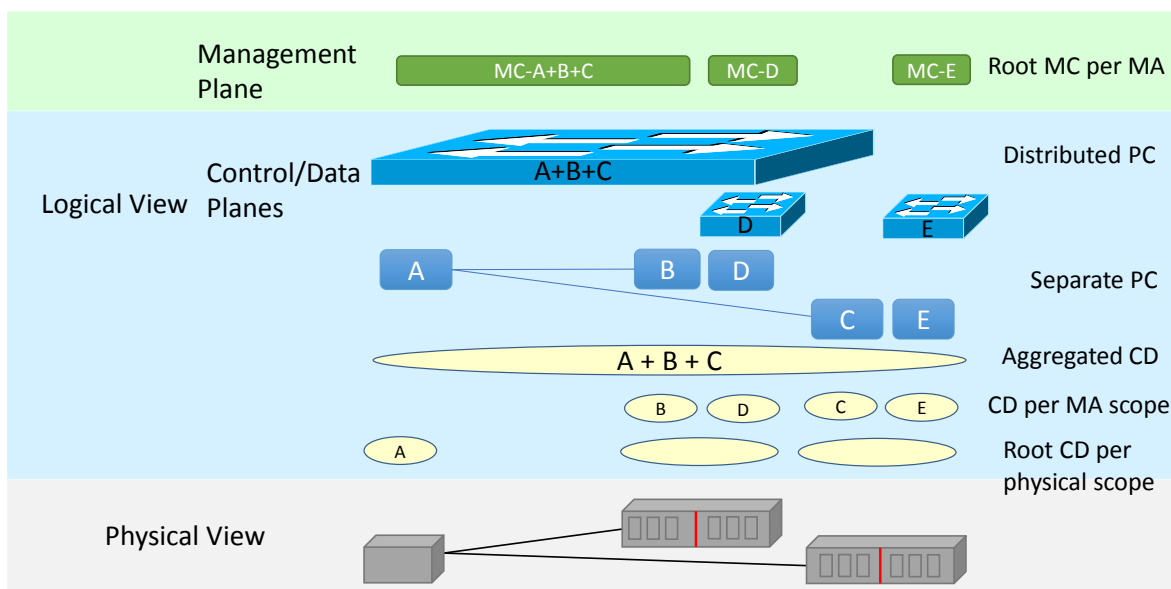 Management
Plane
MC-A+B+C
MC-D
MC-E
Root MC per MA
Logical View
Control/Data
Planes
A+B+C
Distributed PC
D
E
A
B
D
Separate PC
C
E
A + B + C
Aggregated CD
B
D
C
E
CD per MA scope
A
Root CD per
physical scope
Physical View